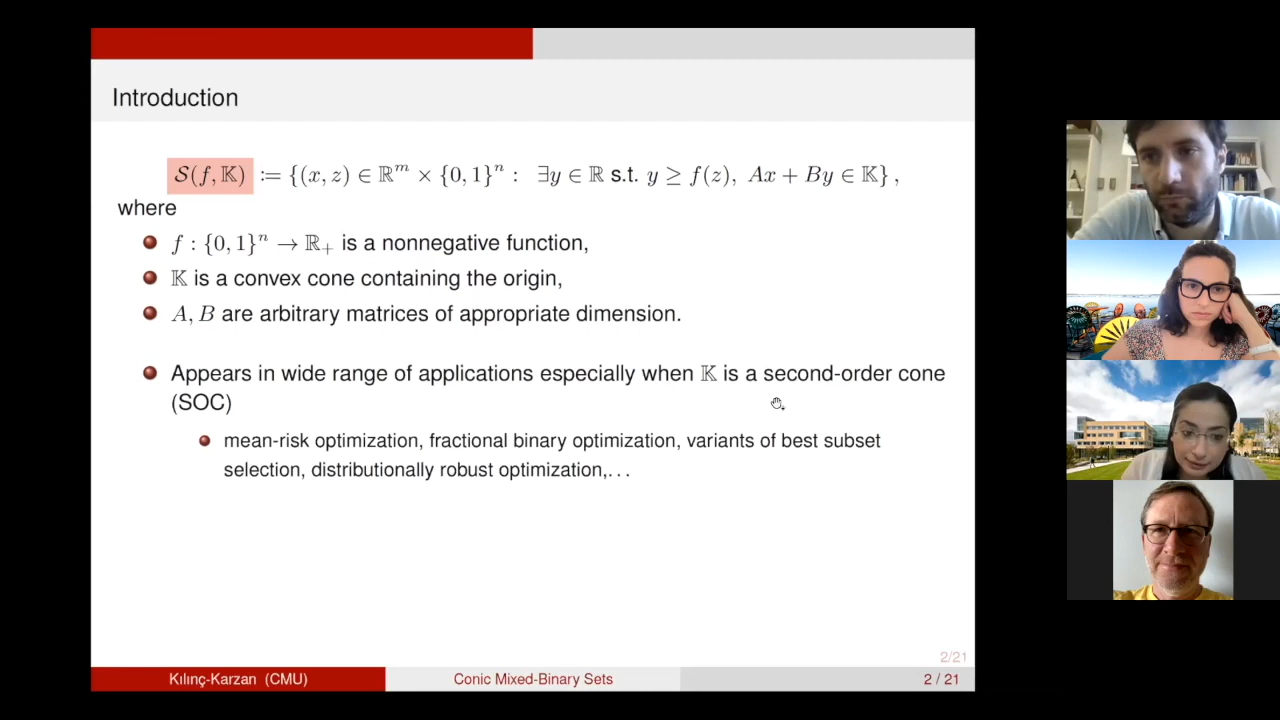 Introduction
𝒮(f, 𝕂) := {(x, z) ∈ ℝ^m × {0, 1}^n : ∃y ∈ ℝ s.t. y ≥ f(z), Ax + By ∈ 𝕂} ,
where
f : {0, 1}^n → ℝ₊ is a nonnegative function,
𝕂 is a convex cone containing the origin,
A, B are arbitrary matrices of appropriate dimension.
Appears in wide range of applications especially when 𝕂 is a second-order cone
(SOC)
mean-risk optimization, fractional binary optimization, variants of best subset
selection, distributionally robust optimization,...
2/21
Kılınç-Karzan (CMU)
Conic Mixed-Binary Sets
2 / 21